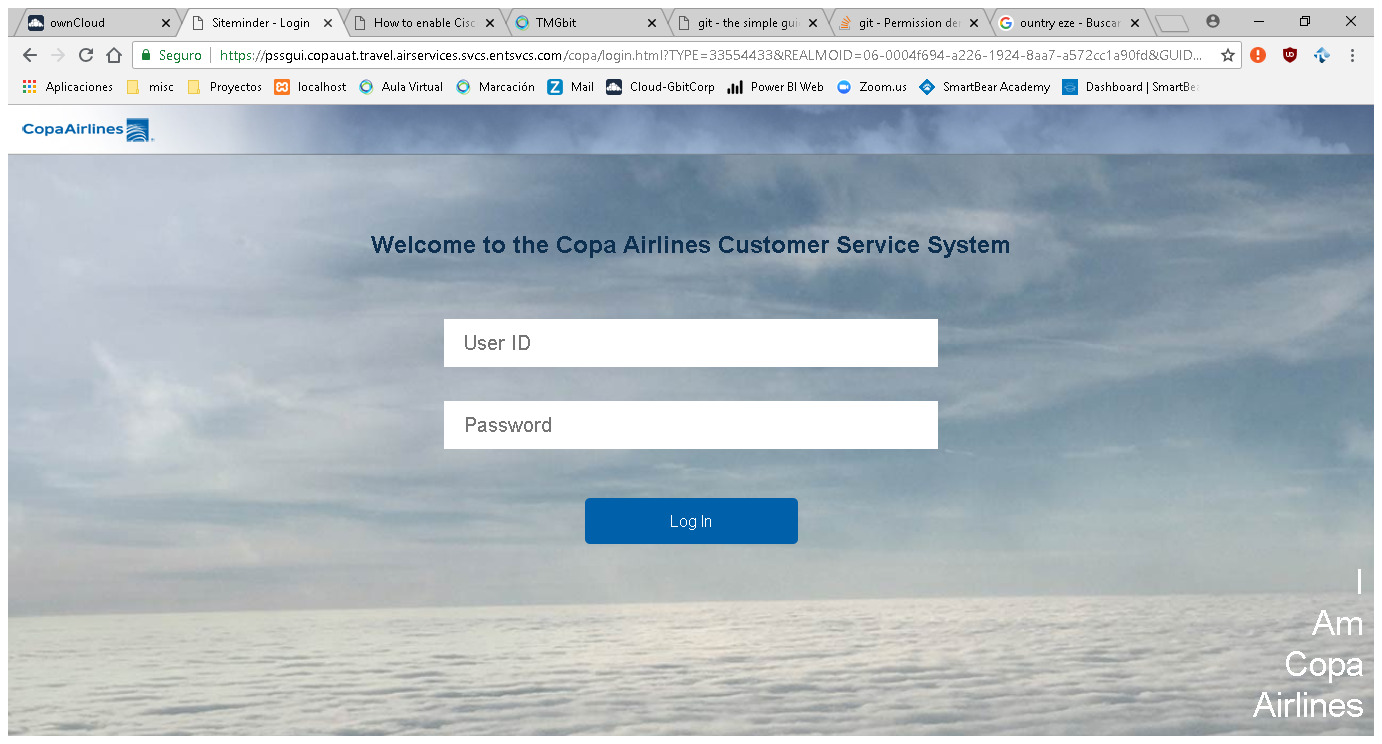 ownCloud
Siteminder - Login
How to enable Cisc
TMGbit
git - the simple gui
git - Permission de
ountry eze - Buscar
Seguro
https://pssgui.copauat.travel.airservices.svcs.entsvcs.com/copa/login.html?TYPE=33554433&REALMOID=06-0004f694-a226-1924-8aa7-a572cc1a90fd&GUID...
Aplicaciones
misc
Proyectos
localhost
Aula Virtual
Marcación
Mail
Cloud-GbitCorp
Power BI Web
Zoom.us
SmartBear Academy
Dashboard | SmartBe
CopaAirlines
Welcome to the Copa Airlines Customer Service System
User ID
Password
Log In
I
Am
Copa
Airlines